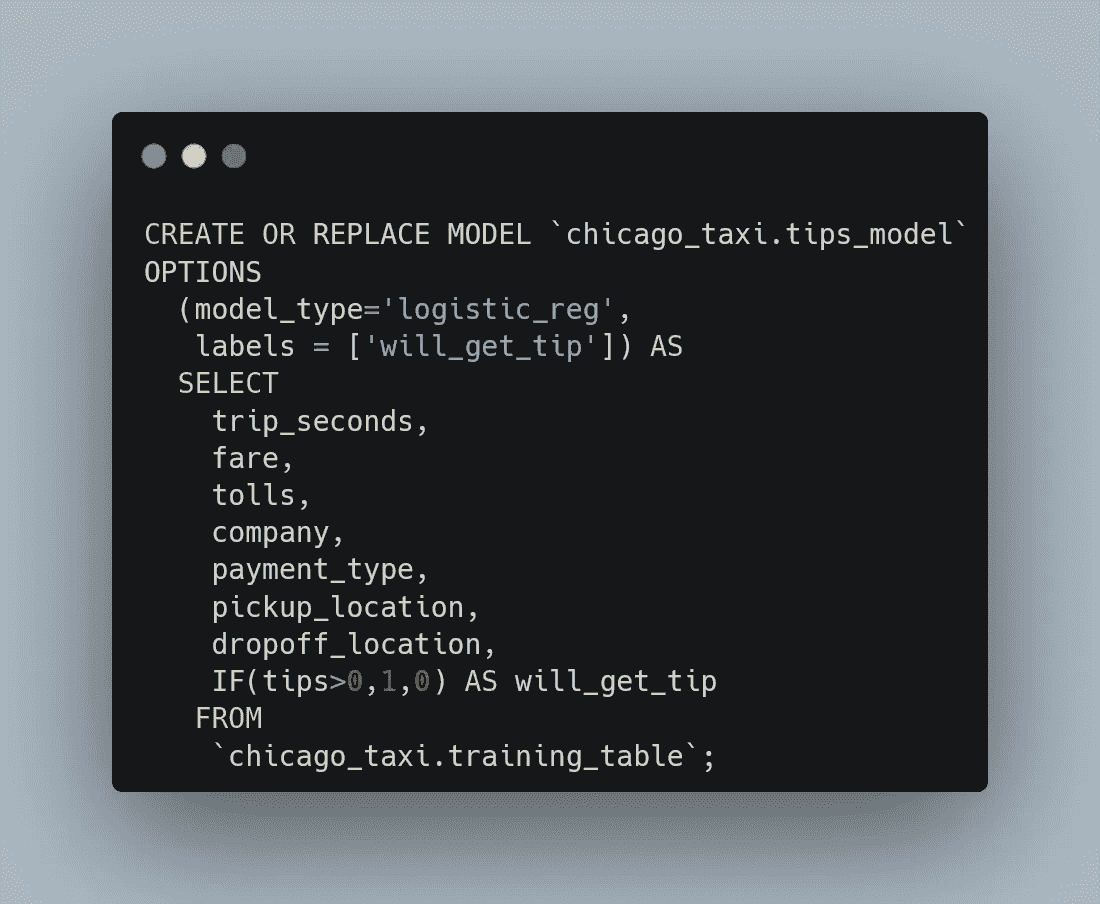 CREATE OR REPLACE MODEL `chicago_taxi.tips_model`
OPTIONS
  (model_type='logistic_reg',
   labels = ['will_get_tip']) AS
  SELECT
    trip_seconds,
    fare,
    tolls,
    company,
    payment_type,
    pickup_location,
    dropoff_location,
    IF(tips>0,1,0) AS will_get_tip
   FROM
    `chicago_taxi.training_table`;